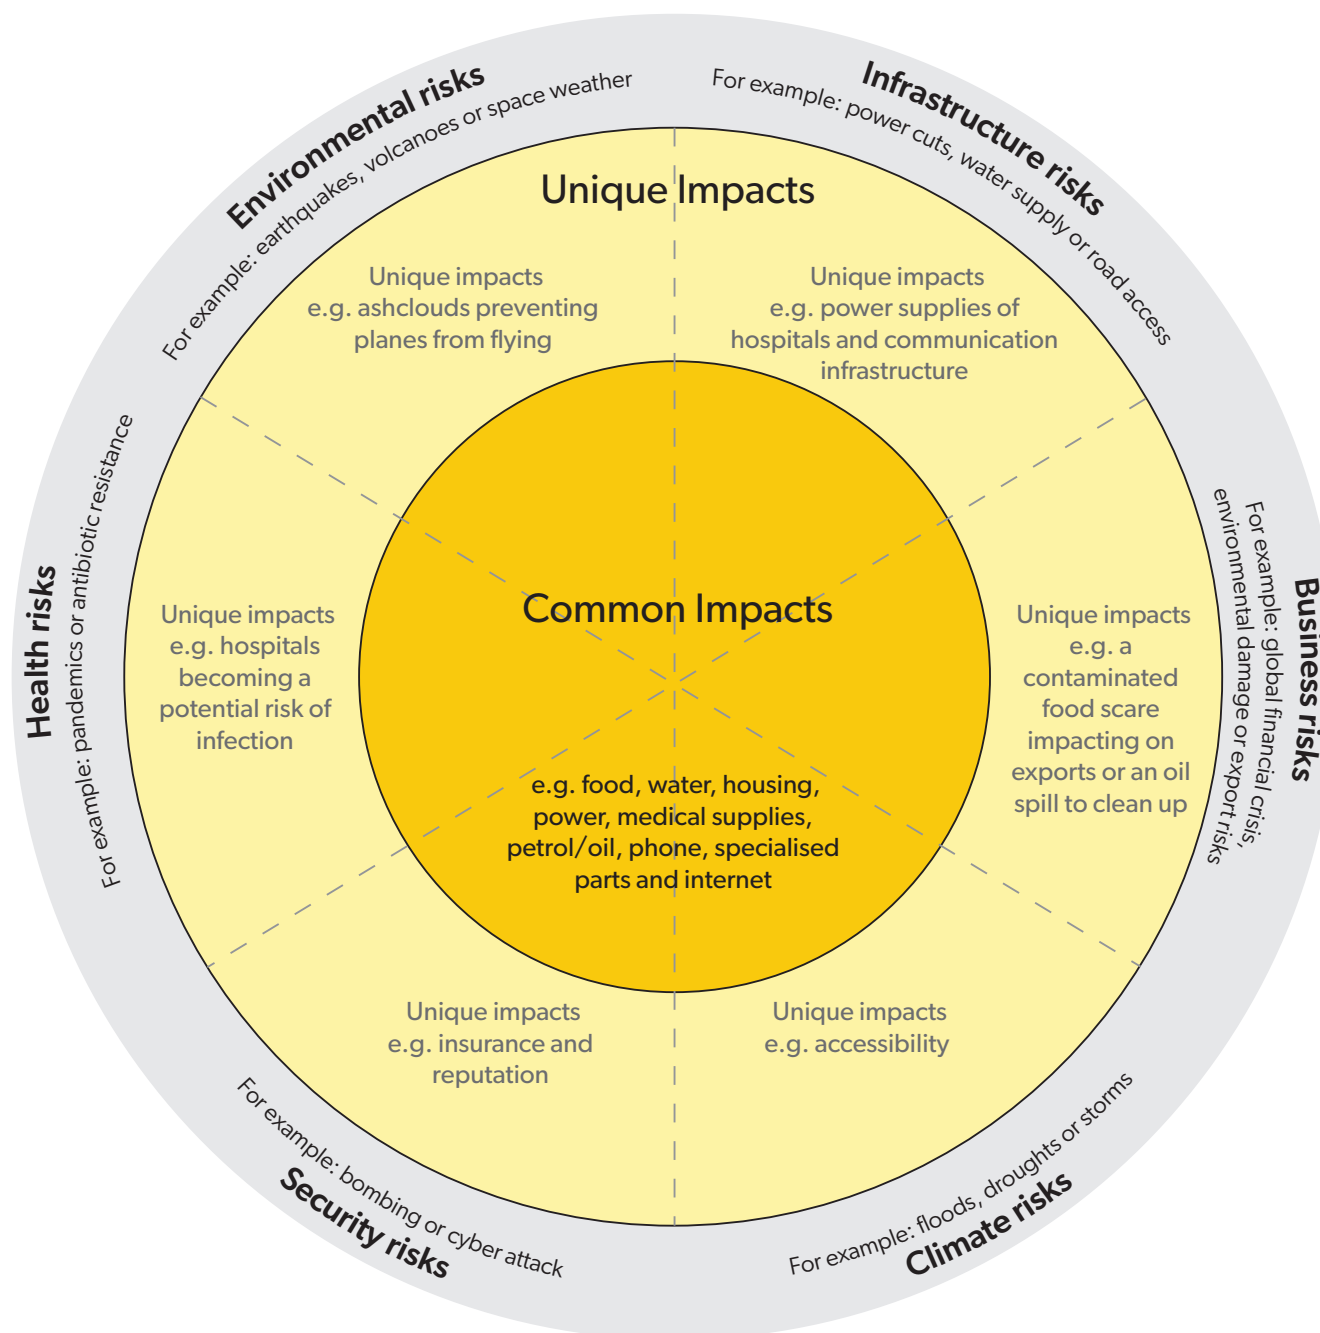 Environmental risks
For example: earthquakes, volcanoes or space weather
Infrastructure risks
For example: power cuts, water supply or road access
Unique Impacts
Unique impacts
e.g. ashclouds preventing
planes from flying
Unique impacts
e.g. power supplies of
hospitals and communication
infrastructure
Health risks
For example: pandemics or antibiotic resistance
Unique impacts
e.g. hospitals
becoming a
potential risk of
infection
Common Impacts
e.g. food, water, housing,
power, medical supplies,
petrol/oil, phone, specialised
parts and internet
Unique impacts
e.g. a
contaminated
food scare
impacting on
exports or an oil
spill to clean up
Business risks
For example: global financial crisis,
environmental damage or export risks
Unique impacts
e.g. insurance and
reputation
Unique impacts
e.g. accessibility
For example: bombing or cyber attack
Security risks
For example: floods, droughts or storms
Climate risks